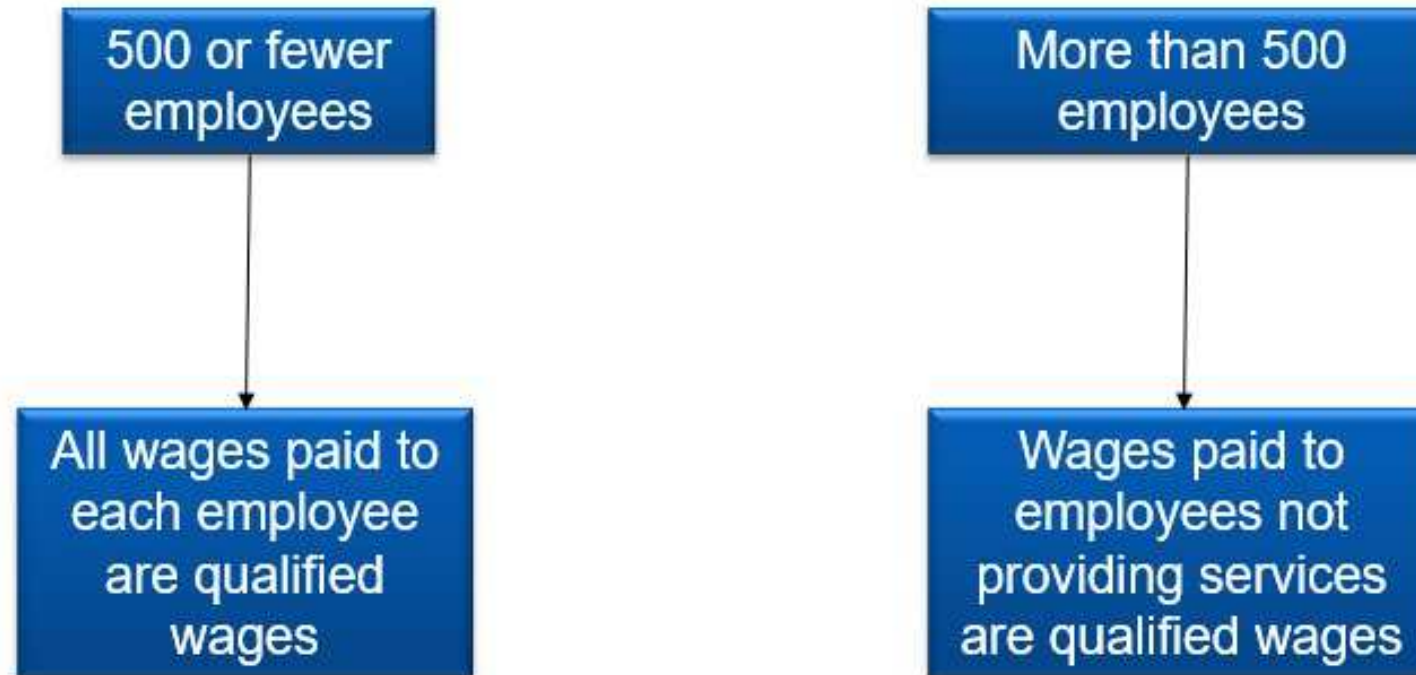 500 or fewer
employees
More than 500
employees
All wages paid to
each employee
are qualified
wages
Wages paid to
employees not
providing services
are qualified wages